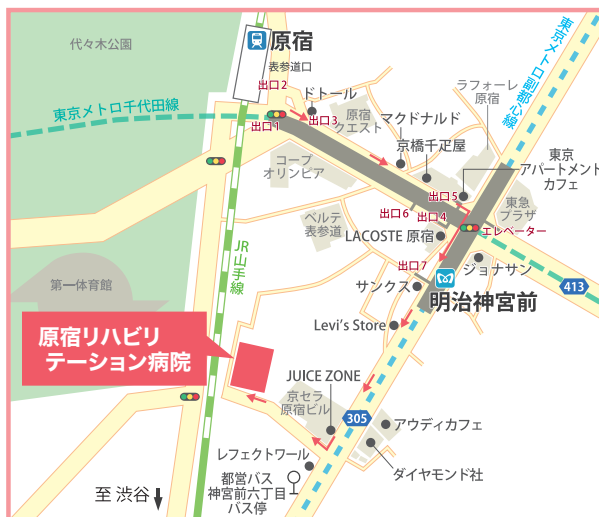 代々木公園
原宿
表参道口
出口2
東京メトロ千代田線
出口1
出口3
ドトール
原宿
クエスト
マクドナルド
京橋千疋屋
ラフォーレ
原宿
東京メトロ副都心線
コープ
オリンピア
東京
アパートメント
カフェ
出口5
出口6
出口4
東急
プラザ
エレベーター
ベルテ
表参道
LACOSTE 原宿
出口7
ジョナサン
サンクス
明治神宮前
413
JR山手線
第一体育館
Levi's Store
原宿リハビリ
テーション病院
JUICE ZONE
京セラ
原宿ビル
305
アウディカフェ
レフェクトワール
ダイヤモンド社
都営バス
神宮前六丁目
バス停
至 渋谷